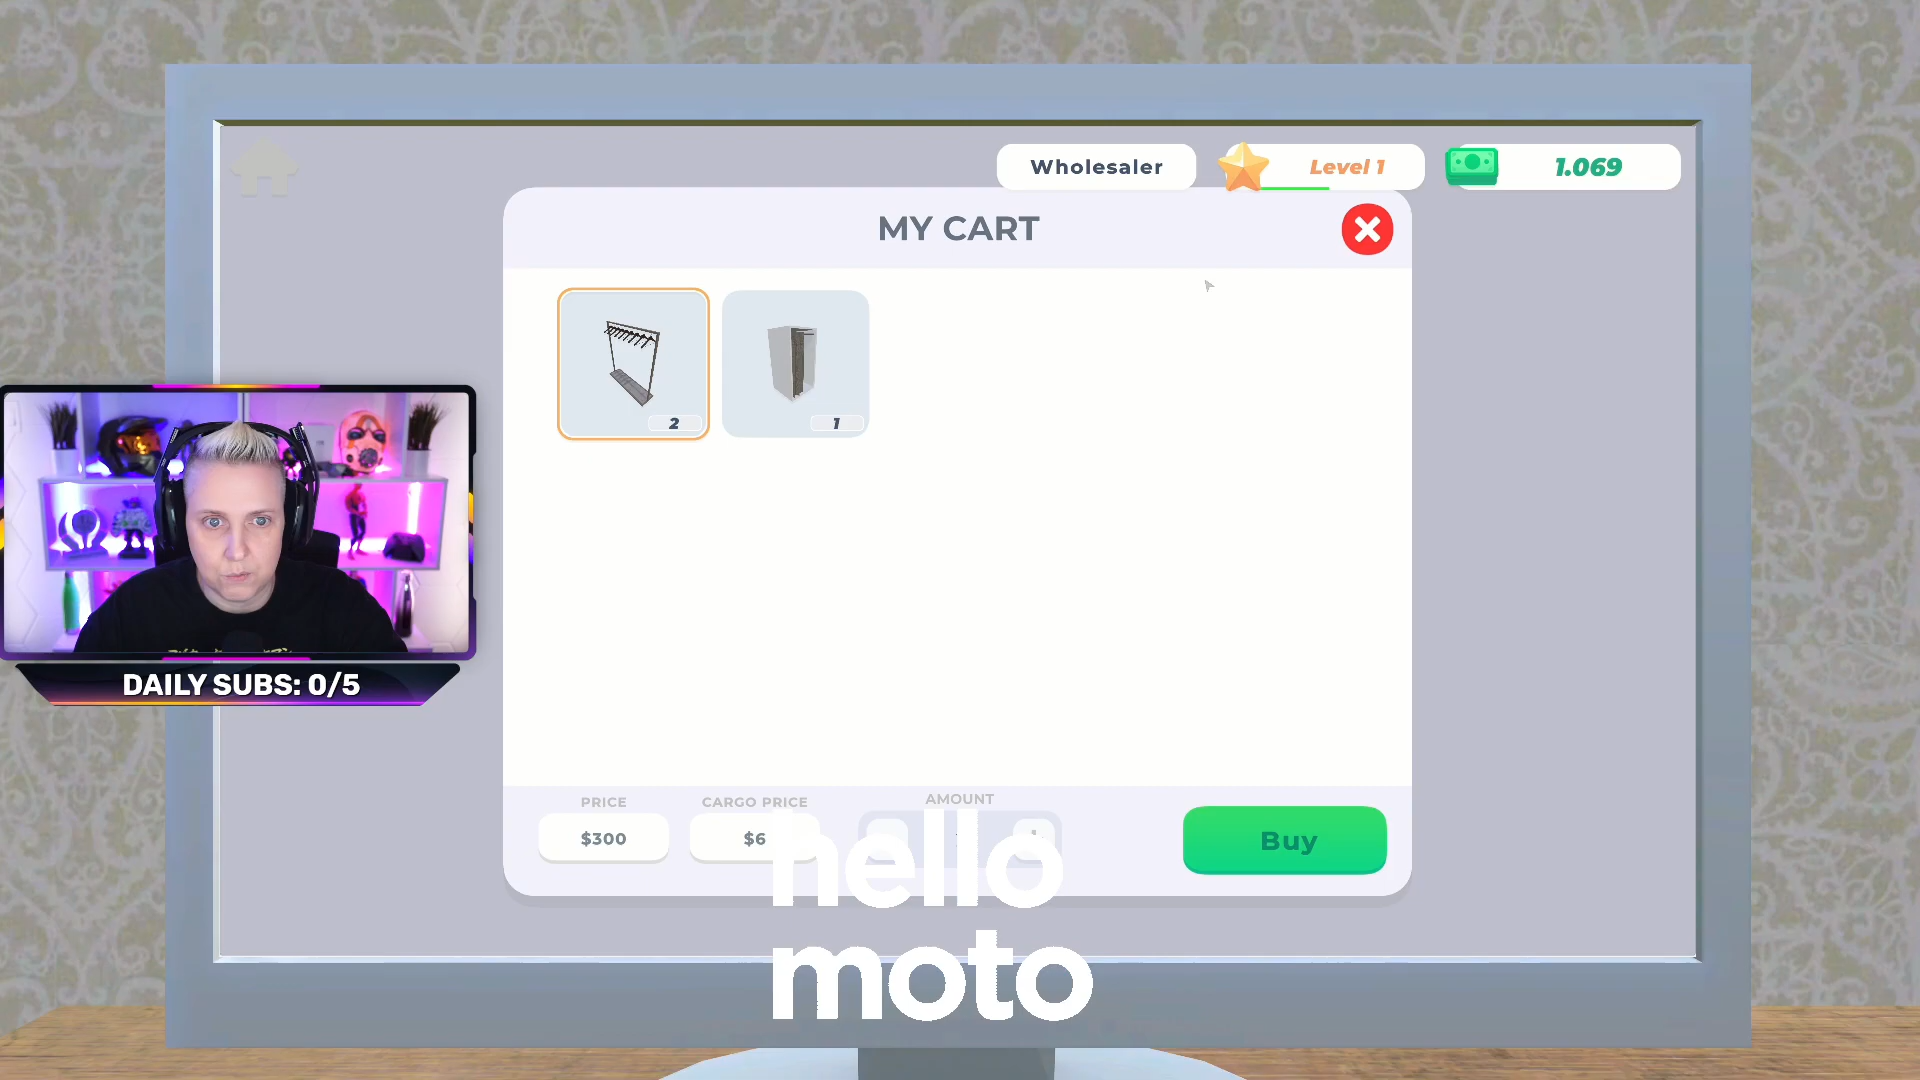 Wholesaler
Level 1
1.069
MY CART
2
1
DAILY SUBS: 0/5
PRICE
CARGO PRICE
AMOUNT
$300
$6
Buy
hello
moto